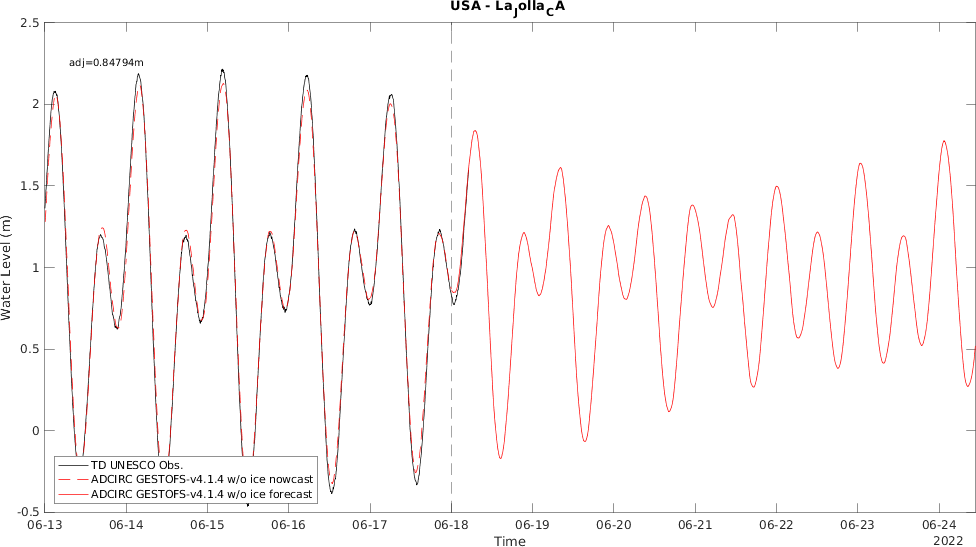 USA - LaJollaCA
2.5
adj=0.84794m
2
1.5
1
0.5
0
-0.5
Water Level (m)
TD UNESCO Obs.
ADCIRC GESTOFS-v4.1.4 w/o ice nowcast
ADCIRC GESTOFS-v4.1.4 w/o ice forecast
06-13 06-14 06-15 06-16 06-17 06-18 06-19 06-20 06-21 06-22 06-23 06-24
Time
2022